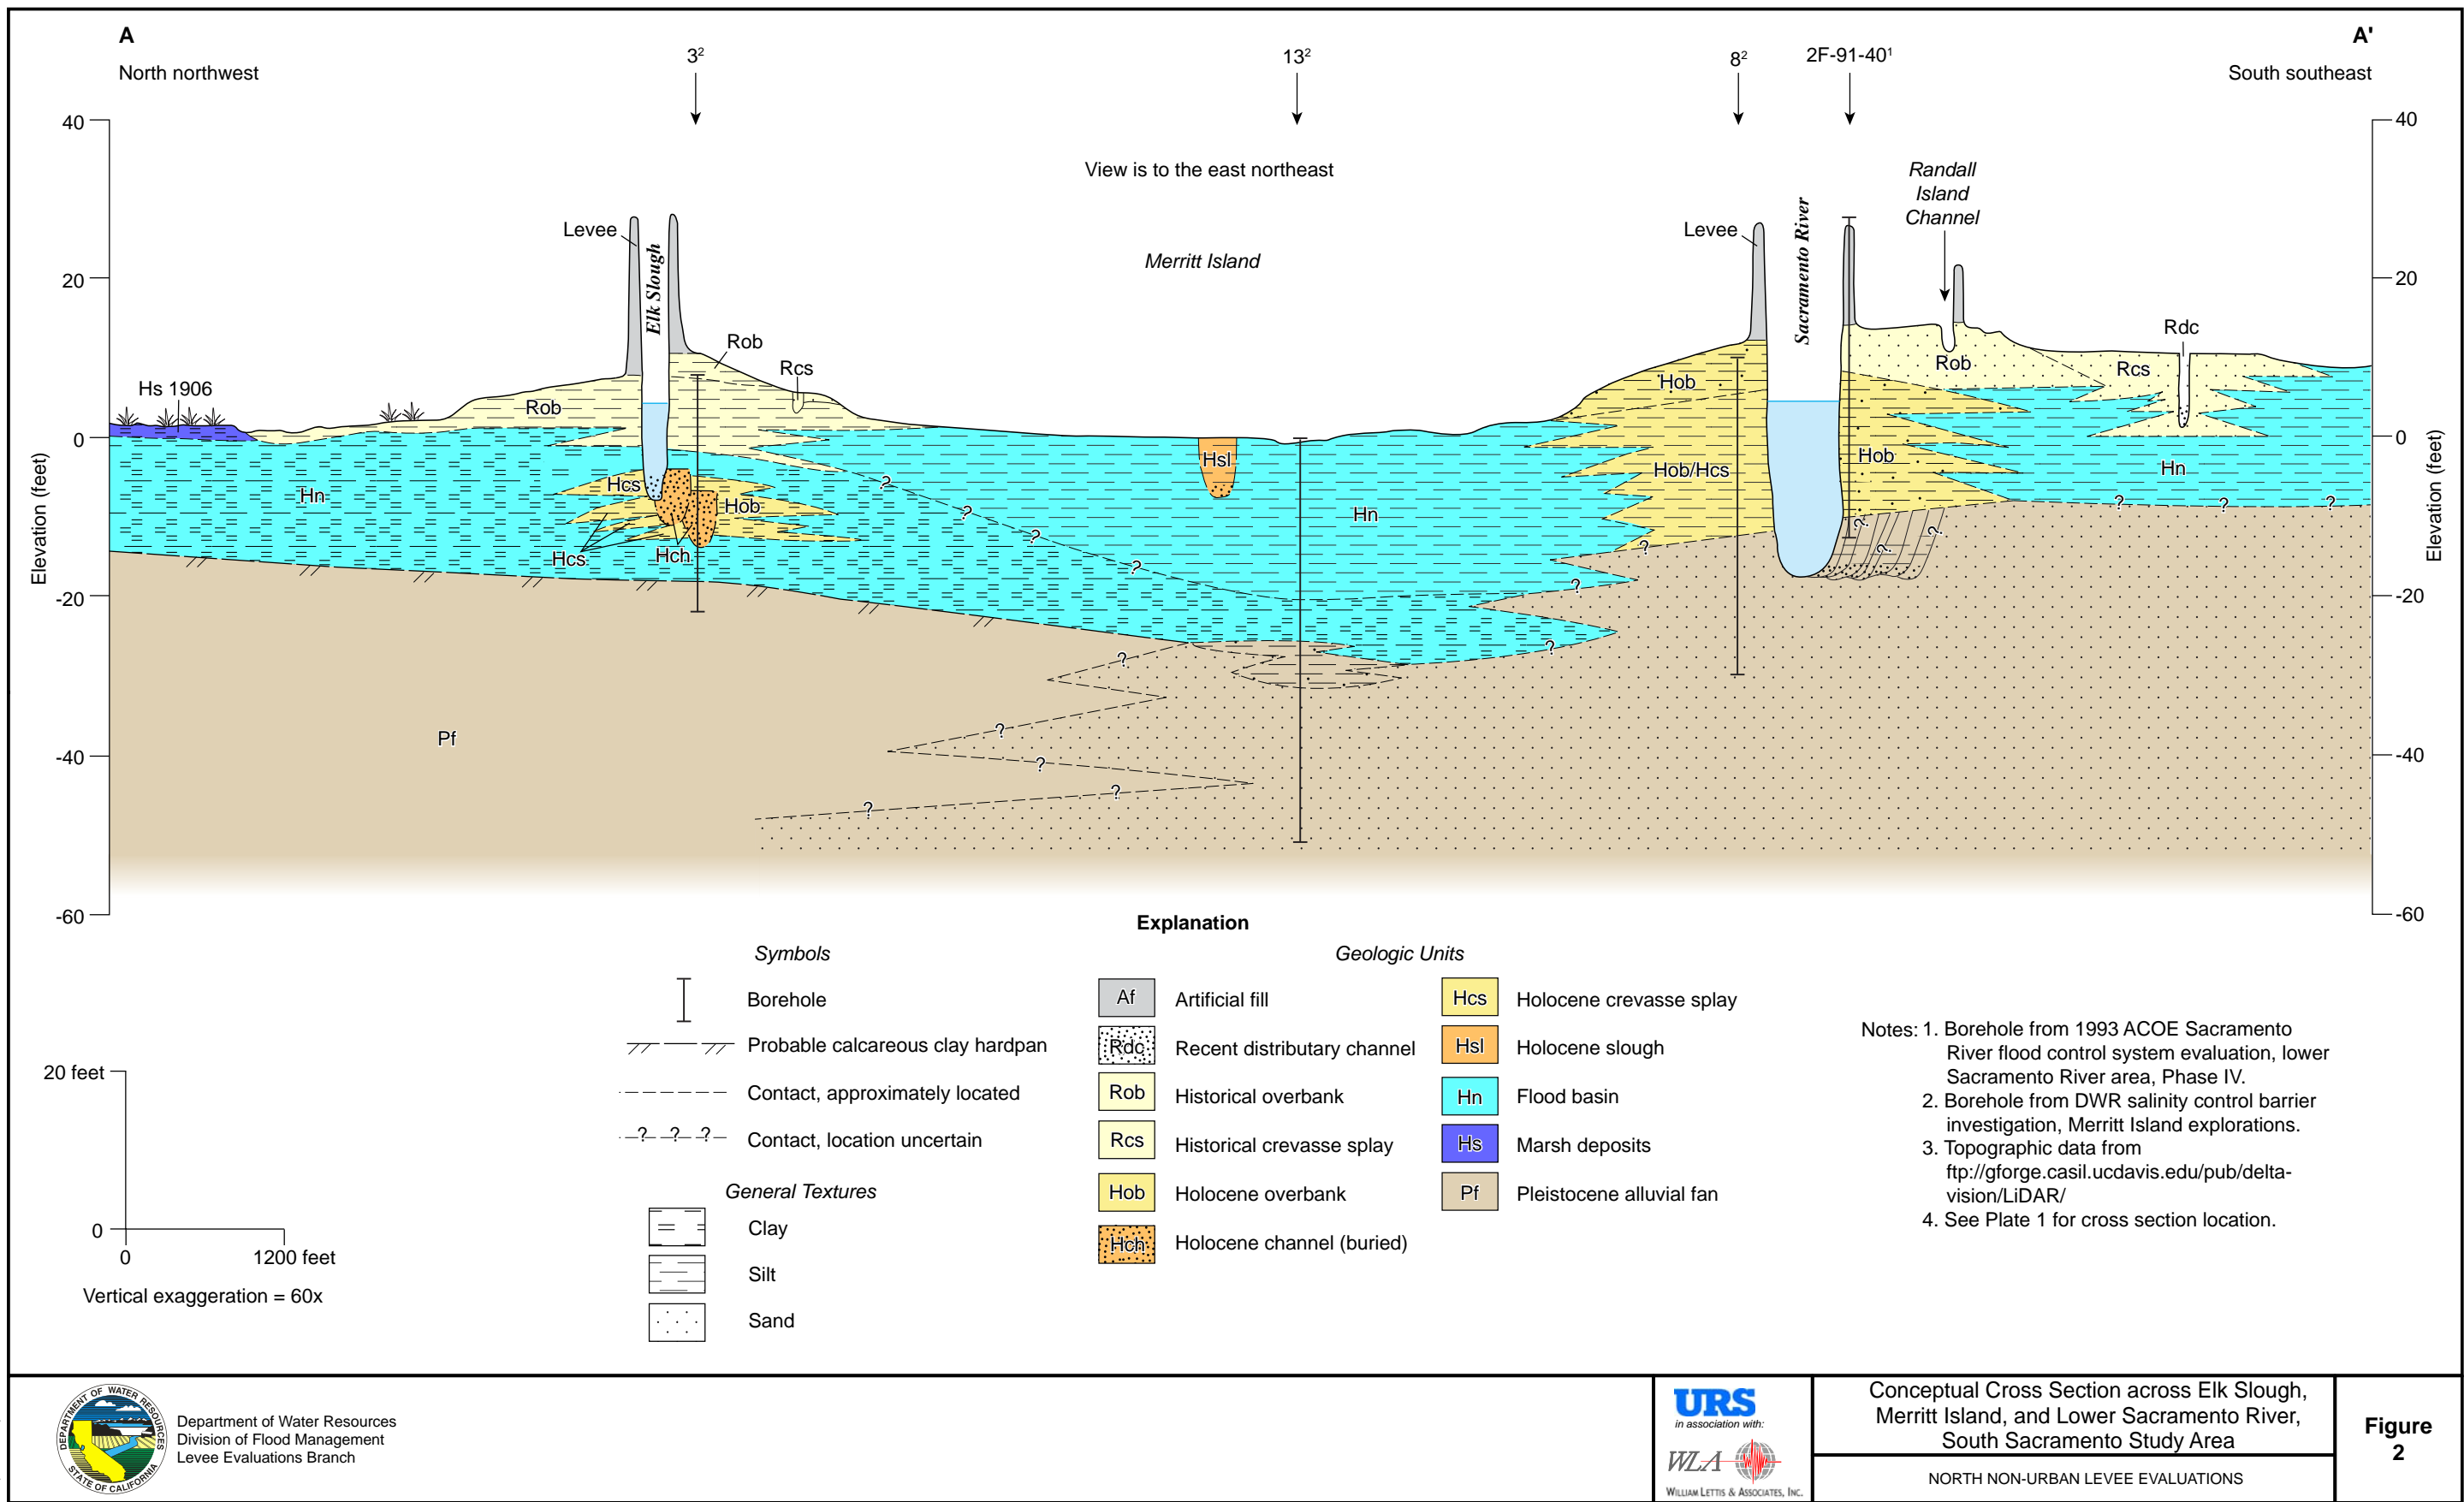 A
A'
North northwest
South southeast
3²
13²
8²
2F-91-40¹
View is to the east northeast
Merritt Island
Randall
Island
Channel
Levee
Elk Slough
Levee
Sacramento River
Rob
Rcs
Hs 1906
Rob
Rdc
Rob
Rcs
Hob
Hob/Hcs
Hob
Hn
Hcs
Hob
Hcs
Hch
Hsl
Hn
Hn
Pf
? ? ? ? ? ? ? ? ? ? ? ? ? ? ? ? ? ? ?
Elevation (feet)
40
20
0
-20
-40
-60
Elevation (feet)
40
20
0
-20
-40
-60
Explanation
Symbols
Borehole
Probable calcareous clay hardpan
Contact, approximately located
? ? ? Contact, location uncertain
General Textures
Clay
Silt
Sand
Geologic Units
Af Artificial fill
Rdc Recent distributary channel
Rob Historical overbank
Rcs Historical crevasse splay
Hob Holocene overbank
Hch Holocene channel (buried)
Hcs Holocene crevasse splay
Hsl Holocene slough
Hn Flood basin
Hs Marsh deposits
Pf Pleistocene alluvial fan
20 feet
0
0 1200 feet
Vertical exaggeration = 60x
Notes: 1. Borehole from 1993 ACOE Sacramento
River flood control system evaluation, lower
Sacramento River area, Phase IV.
2. Borehole from DWR salinity control barrier
investigation, Merritt Island explorations.
3. Topographic data from
ftp://gforge.casil.ucdavis.edu/pub/delta-
vision/LiDAR/
4. See Plate 1 for cross section location.
DEPARTMENT OF WATER RESOURCES
STATE OF CALIFORNIA
Department of Water Resources
Division of Flood Management
Levee Evaluations Branch
URS
in association with:
WLA
WILLIAM LETTIS & ASSOCIATES, INC.
Conceptual Cross Section across Elk Slough,
Merritt Island, and Lower Sacramento River,
South Sacramento Study Area
NORTH NON-URBAN LEVEE EVALUATIONS
Figure
2